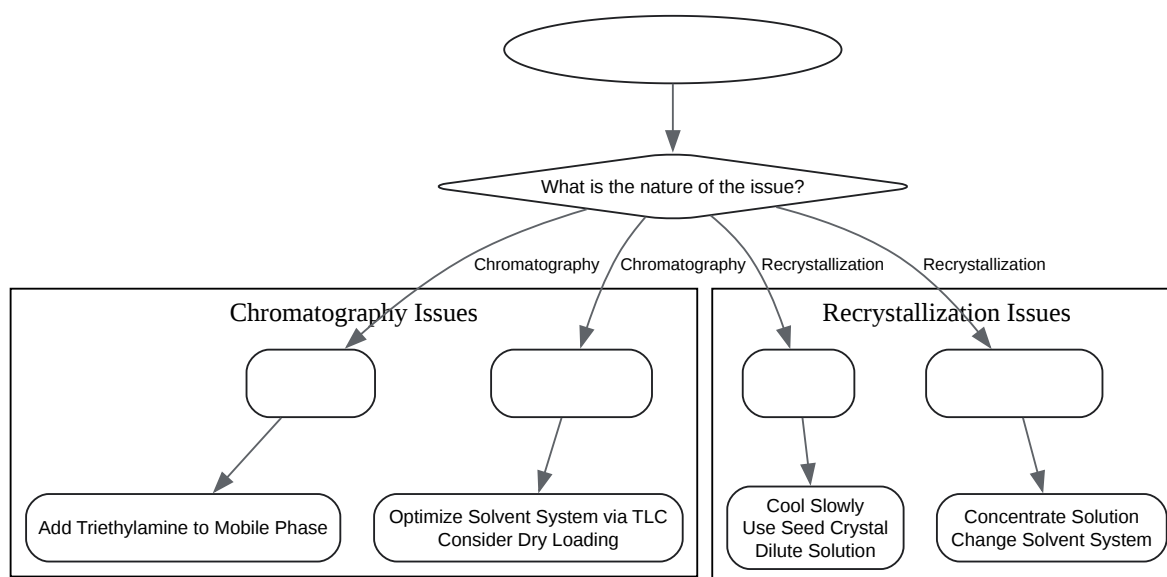 What is the nature of the issue?
Chromatography
Chromatography
Recrystallization
Recrystallization
Chromatography Issues
Recrystallization Issues
Add Triethylamine to Mobile Phase
Optimize Solvent System via TLC
Consider Dry Loading
Cool Slowly
Use Seed Crystal
Dilute Solution
Concentrate Solution
Change Solvent System